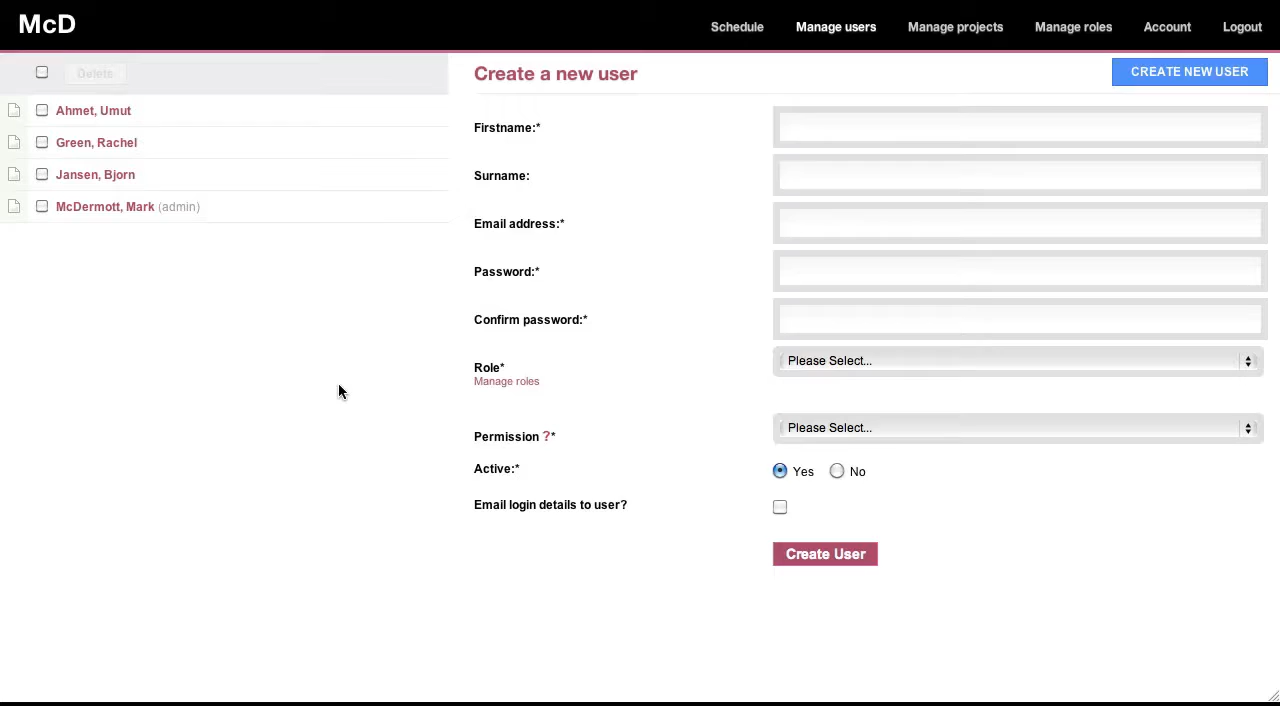 McD
Schedule
Manage users
Manage projects
Manage roles
Account
Logout
Delete
Ahmet, Umut
Green, Rachel
Jansen, Bjorn
McDermott, Mark (admin)
Create a new user
CREATE NEW USER
Firstname:*
Surname:
Email address:*
Password:*
Confirm password:*
Role*
Please Select...
Manage roles
Permission ?*
Please Select...
Active:*
Yes
No
Email login details to user?
Create User